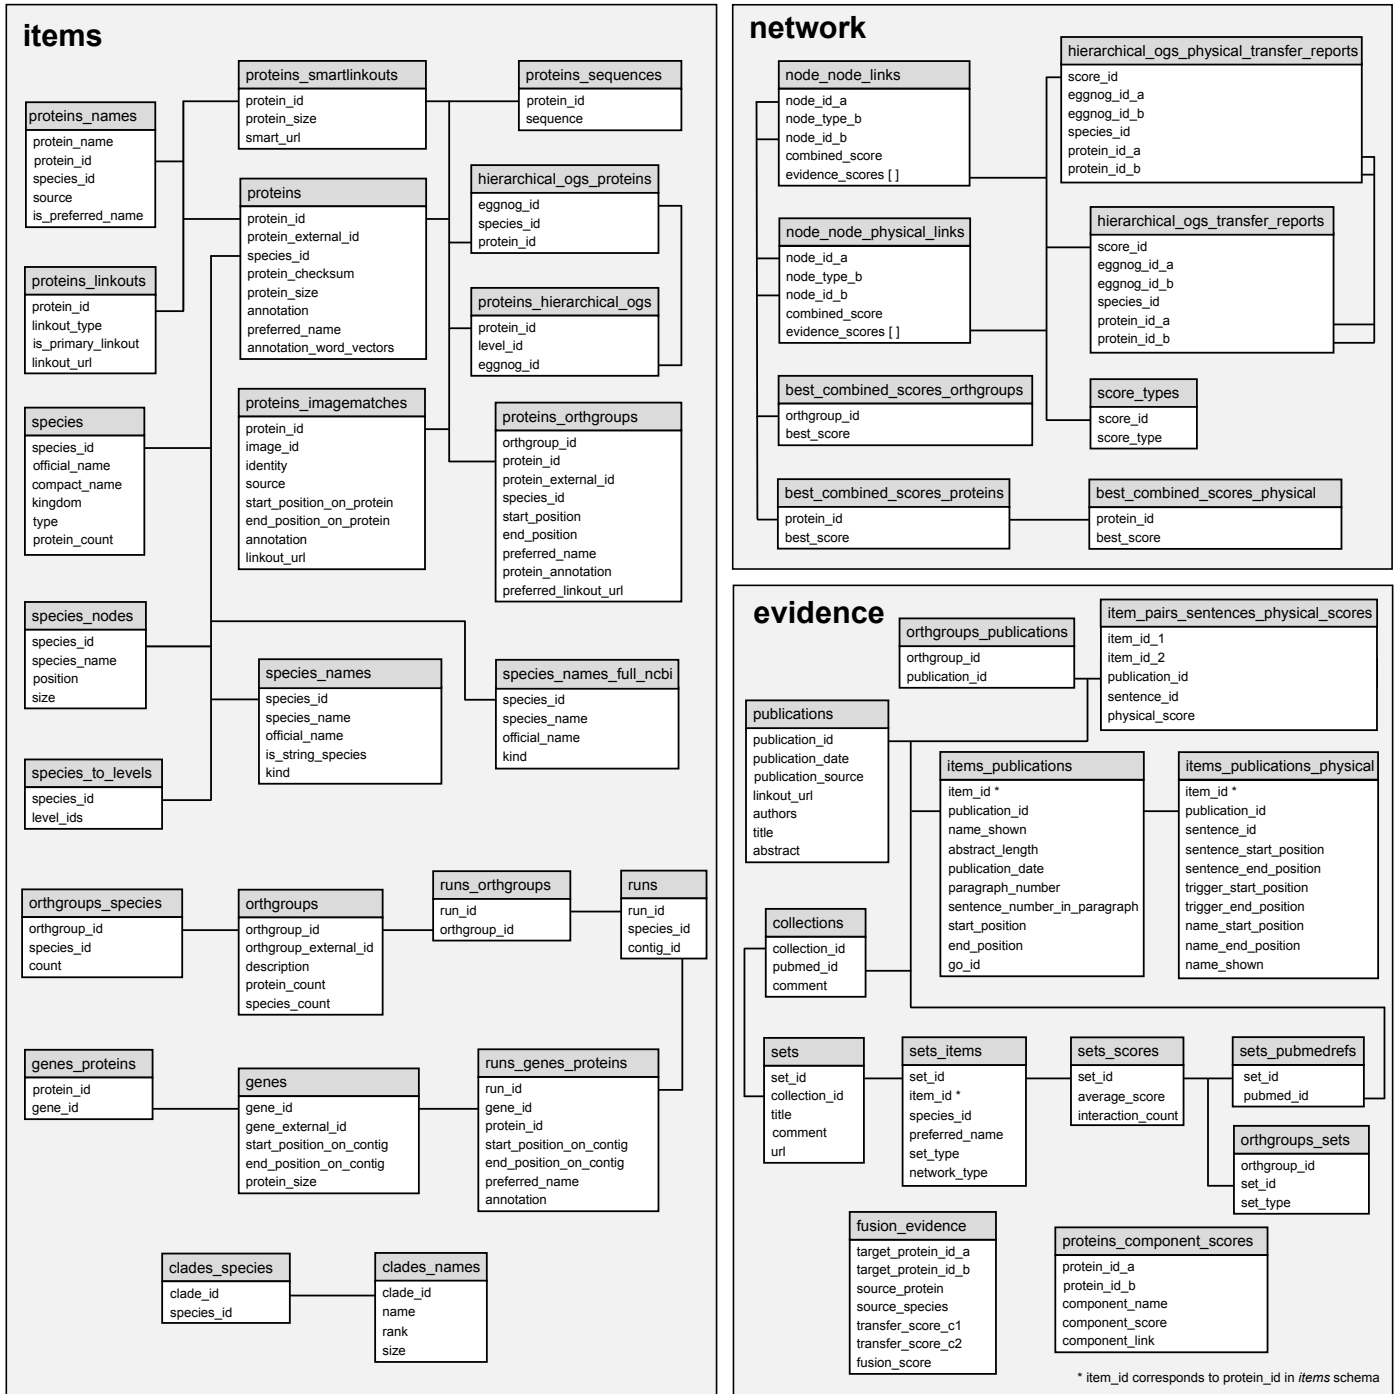 items
proteins_names
protein_name
protein_id
species_id
source
is_preferred_name
proteins_linkouts
protein_id
linkout_type
is_primary_linkout
linkout_url
species
species_id
official_name
compact_name
kingdom
type
protein_count
species_nodes
species_id
species_name
position
size
species_to_levels
species_id
level_ids
proteins_smartlinkouts
protein_id
protein_size
smart_url
proteins
protein_id
protein_external_id
species_id
protein_checksum
protein_size
annotation
preferred_name
annotation_word_vectors
proteins_imagematches
protein_id
image_id
identity
source
start_position_on_protein
end_position_on_protein
annotation
linkout_url
species_names
species_id
species_name
official_name
is_string_species
kind
proteins_sequences
protein_id
sequence
hierarchical_ogs_proteins
eggnog_id
species_id
protein_id
proteins_hierarchical_ogs
protein_id
level_id
eggnog_id
proteins_orthgroups
orthgroup_id
protein_id
protein_external_id
species_id
start_position
end_position
preferred_name
protein_annotation
preferred_linkout_url
species_names_full_ncbi
species_id
species_name
official_name
kind
orthgroups_species
orthgroup_id
species_id
count
orthgroups
orthgroup_id
orthgroup_external_id
description
protein_count
species_count
runs_orthgroups
run_id
orthgroup_id
runs
run_id
species_id
contig_id
genes_proteins
protein_id
gene_id
genes
gene_id
gene_external_id
start_position_on_contig
end_position_on_contig
protein_size
runs_genes_proteins
run_id
gene_id
protein_id
start_position_on_contig
end_position_on_contig
preferred_name
annotation
clades_species
clade_id
species_id
clades_names
clade_id
name
rank
size
network
node_node_links
node_id_a
node_type_b
node_id_b
combined_score
evidence_scores [ ]
node_node_physical_links
node_id_a
node_type_b
node_id_b
combined_score
evidence_scores [ ]
best_combined_scores_orthgroups
orthgroup_id
best_score
best_combined_scores_proteins
protein_id
best_score
hierarchical_ogs_physical_transfer_reports
score_id
eggnog_id_a
eggnog_id_b
species_id
protein_id_a
protein_id_b
hierarchical_ogs_transfer_reports
score_id
eggnog_id_a
eggnog_id_b
species_id
protein_id_a
protein_id_b
score_types
score_id
score_type
best_combined_scores_physical
protein_id
best_score
evidence
orthgroups_publications
orthgroup_id
publication_id
item_pairs_sentences_physical_scores
item_id_1
item_id_2
publication_id
sentence_id
physical_score
publications
publication_id
publication_date
publication_source
linkout_url
authors
title
abstract
items_publications
item_id *
publication_id
name_shown
abstract_length
publication_date
paragraph_number
sentence_number_in_paragraph
start_position
end_position
go_id
items_publications_physical
item_id *
publication_id
sentence_id
sentence_start_position
sentence_end_position
trigger_start_position
trigger_end_position
name_start_position
name_end_position
name_shown
collections
collection_id
pubmed_id
comment
sets
set_id
collection_id
title
comment
url
sets_items
set_id
item_id *
species_id
preferred_name
set_type
network_type
sets_scores
set_id
average_score
interaction_count
sets_pubmedrefs
set_id
pubmed_id
orthgroups_sets
orthgroup_id
set_id
set_type
fusion_evidence
target_protein_id_a
target_protein_id_b
source_protein
source_species
transfer_score_c1
transfer_score_c2
fusion_score
proteins_component_scores
protein_id_a
protein_id_b
component_name
component_score
component_link
* item_id corresponds to protein_id in items schema